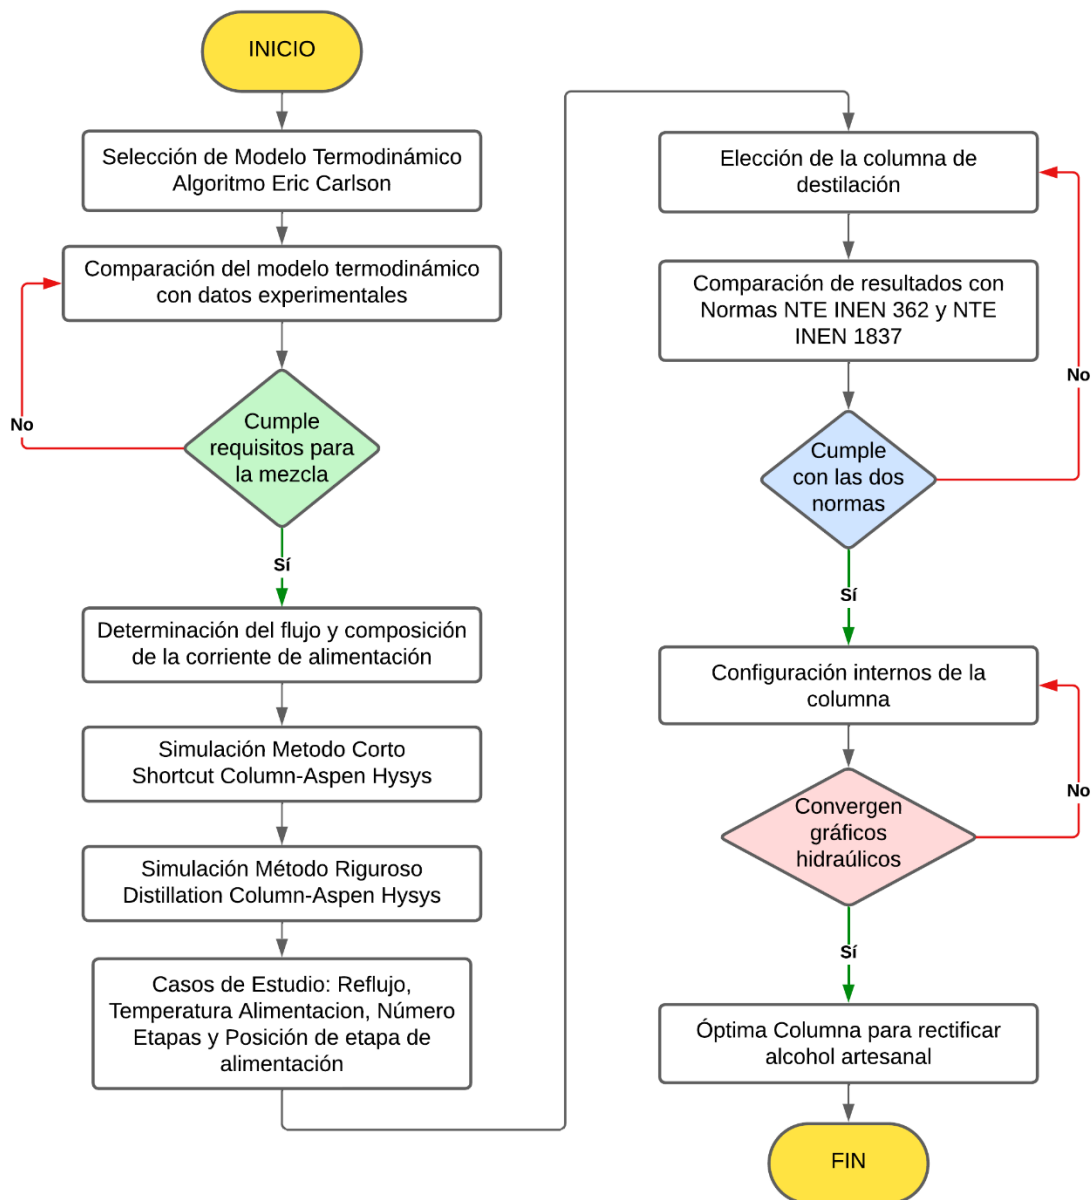 INICIO
Selección de Modelo Termodinámico
Algoritmo Eric Carlson
Comparación del modelo termodinámico
con datos experimentales
No
Cumple
requisitos para
la mezcla
Sí
Determinación del flujo y composición
de la corriente de alimentación
Simulación Metodo Corto
Shortcut Column-Aspen Hysys
Simulación Método Riguroso
Distillation Column-Aspen Hysys
Casos de Estudio: Reflujo,
Temperatura Alimentacion, Número
Etapas y Posición de etapa de
alimentación
Elección de la columna de
destilación
Comparación de resultados con
Normas NTE INEN 362 y NTE
INEN 1837
No
Cumple
con las dos
normas
Sí
Configuración internos de la
columna
No
Convergen
gráficos
hidraúlicos
Sí
Óptima Columna para rectificar
alcohol artesanal
FIN